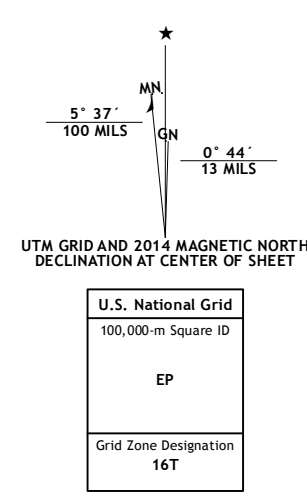 ★
MN
5° 37´
100 MILS
GN
0° 44´
13 MILS
UTM GRID AND 2014 MAGNETIC NORTH
DECLINATION AT CENTER OF SHEET
U.S. National Grid
100,000-m Square ID
EP
Grid Zone Designation
16T